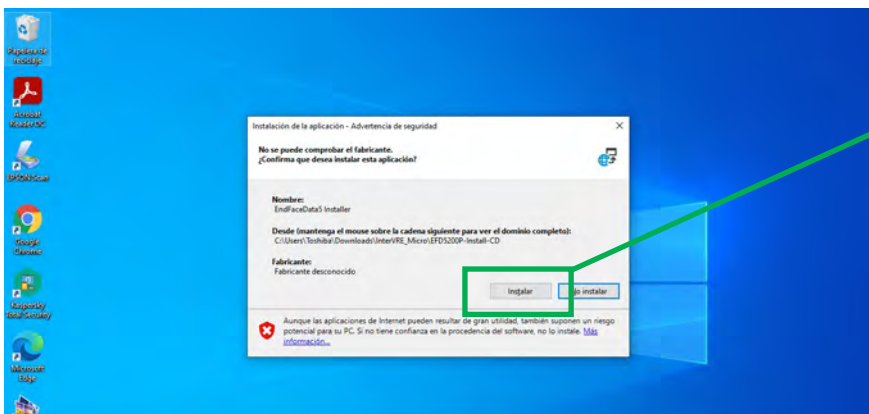 Papelera de
reciclaje
Acrobat
Reader DC
EPSON Scan
Google
Chrome
Kaspersky
Total Security
Microsoft
Edge
Instalación de la aplicación - Advertencia de seguridad
No se puede comprobar el fabricante.
¿Confirma que desea instalar esta aplicación?
Nombre:
EndFaceData5 Installer
Desde (mantenga el mouse sobre la cadena siguiente para ver el dominio completo):
C:\Users\Toshiba\Downloads\InterVRE_Micro\EFD5200P-Install-CD
Fabricante:
Fabricante desconocido
Instalar
No instalar
Aunque las aplicaciones de Internet pueden resultar de gran utilidad, también suponen un riesgo
potencial para su PC. Si no tiene confianza en la procedencia del software, no lo instale. Más
información...